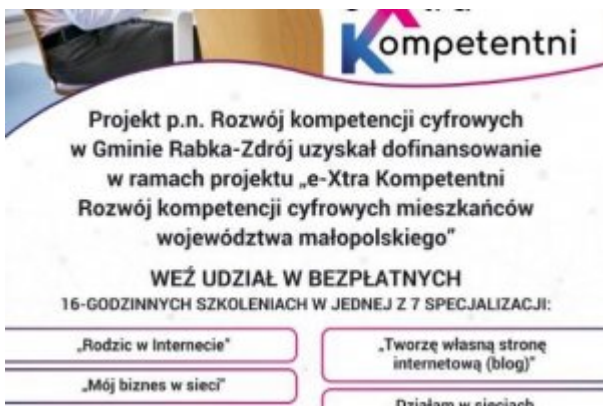 Kompetentni
Projekt p.n. Rozwój kompetencji cyfrowych
w Gminie Rabka-Zdrój uzyskał dofinansowanie
w ramach projektu „e-Xtra Kompetentni
Rozwój kompetencji cyfrowych mieszkańców
województwa małopolskiego”
WEŹ UDZIAŁ W BEZPŁATNYCH
16-GODZINNYCH SZKOLENIACH W JEDNEJ Z 7 SPECJALIZACJI:
„Rodzic w Internecie”
„Tworzę własną stronę
internetową (blog)”
„Mój biznes w sieci”
Działam w sieciach